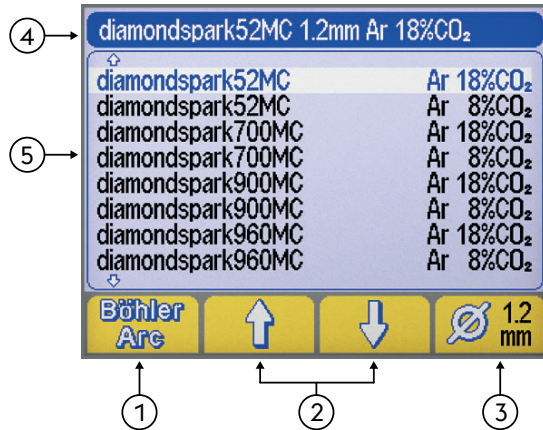 diamondspark52MC 1.2mm Ar 18%CO₂
4
diamondspark52MC Ar 18%CO₂
diamondspark52MC Ar 8%CO₂
diamondspark700MC Ar 18%CO₂
5
diamondspark700MC Ar 8%CO₂
diamondspark900MC Ar 18%CO₂
diamondspark900MC Ar 8%CO₂
diamondspark960MC Ar 18%CO₂
diamondspark960MC Ar 8%CO₂
Böhler
Arc
1.2
mm
1
2
3